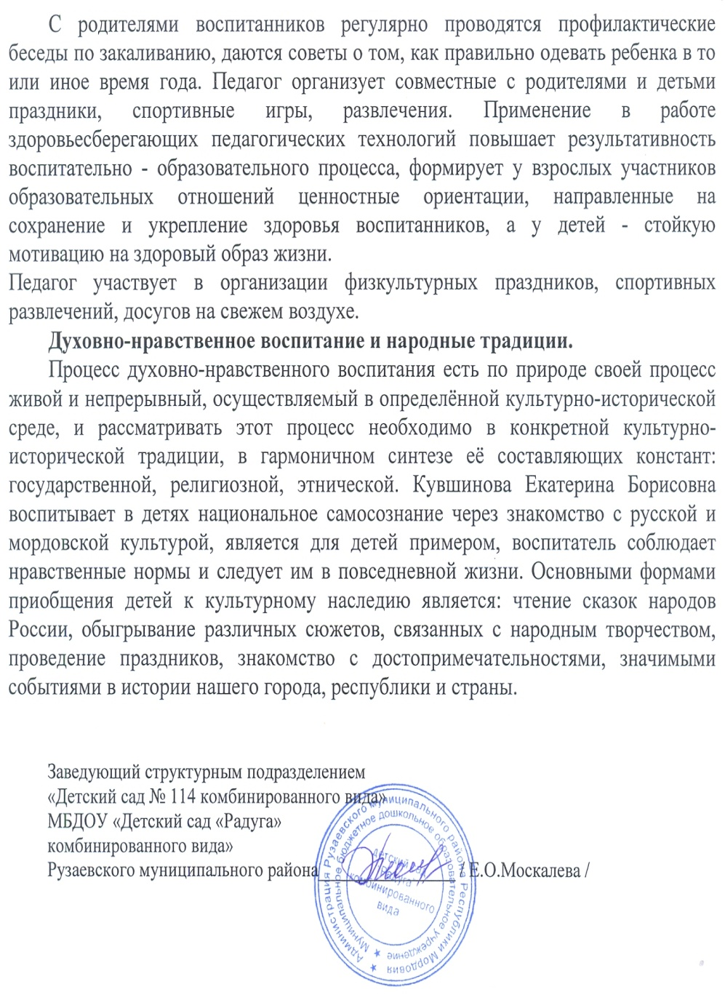 С родителями воспитанников регулярно проводятся профилактические
беседы по закаливанию, даются советы о том, как правильно одевать ребенка в то
или иное время года. Педагог организует совместные с родителями и детьми
праздники, спортивные игры, развлечения. Применение в работе
здоровьесберегающих педагогических технологий повышает результативность
воспитательно - образовательного процесса, формирует у взрослых участников
образовательных отношений ценностные ориентации, направленные на
сохранение и укрепление здоровья воспитанников, а у детей - стойкую
мотивацию на здоровый образ жизни.
Педагог участвует в организации физкультурных праздников, спортивных
развлечений, досугов на свежем воздухе.
Духовно-нравственное воспитание и народные традиции.
Процесс духовно-нравственного воспитания есть по природе своей процесс
живой и непрерывный, осуществляемый в определённой культурно-исторической
среде, и рассматривать этот процесс необходимо в конкретной культурно-
исторической традиции, в гармоничном синтезе её составляющих констант:
государственной, религиозной, этнической. Кувшинова Екатерина Борисовна
воспитывает в детях национальное самосознание через знакомство с русской и
мордовской культурой, является для детей примером, воспитатель соблюдает
нравственные нормы и следует им в повседневной жизни. Основными формами
приобщения детей к культурному наследию является: чтение сказок народов
России, обыгрывание различных сюжетов, связанных с народным творчеством,
проведение праздников, знакомство с достопримечательностями, значимыми
событиями в истории нашего города, республики и страны.
Заведующий структурным подразделением
«Детский сад № 114 комбинированного вида»
МБДОУ «Детский сад «Радуга»
комбинированного вида»
Рузаевского муниципального района / Е.О.Москалева /
Администрация Рузаевского муниципального района Республики Мордовия
Муниципальное бюджетное дошкольное образовательное учреждение
"Детский сад
"Радуга"
комбинированного
вида